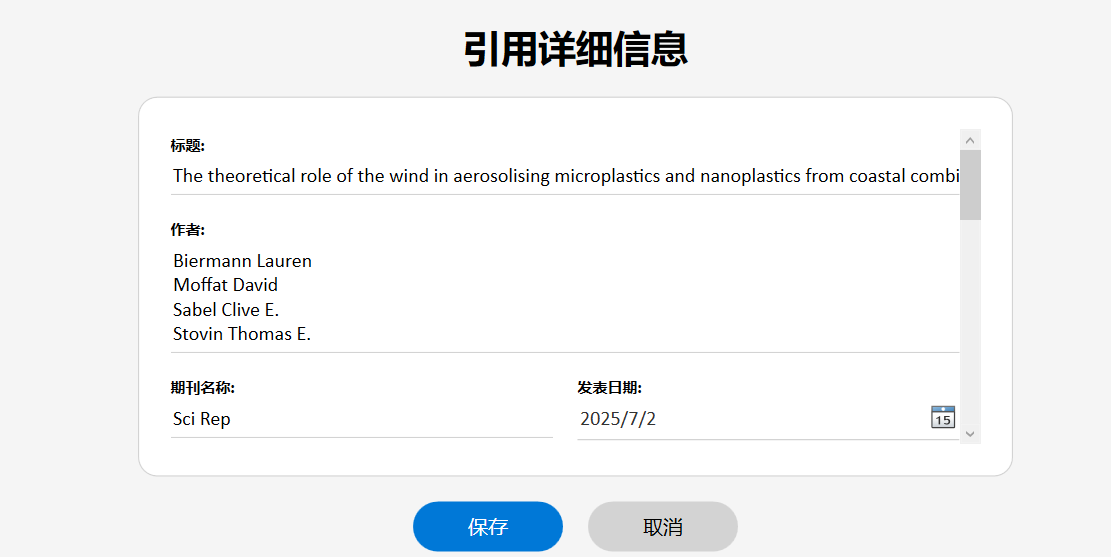 引用详细信息
标题:
The theoretical role of the wind in aerosolising microplastics and nanoplastics from coastal combi
作者:
Biermann Lauren
Moffat David
Sabel Clive E.
Stovin Thomas E.
期刊名称:
发表日期:
Sci Rep
2025/7/2
15
保存
取消